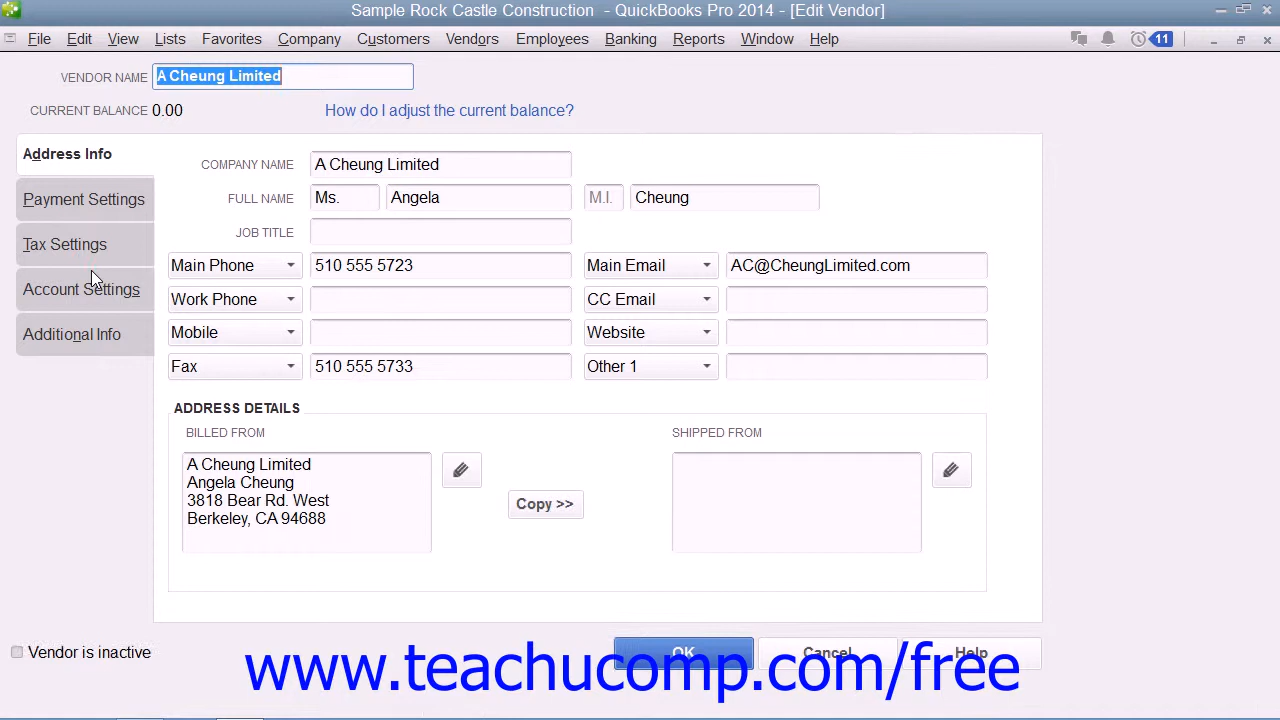 Sample Rock Castle Construction - QuickBooks Pro 2014 - [Edit Vendor]
File Edit View Lists Favorites Company Customers Vendors Employees Banking Reports Window Help 11
VENDOR NAME A Cheung Limited
CURRENT BALANCE 0.00 How do I adjust the current balance?
Address Info
Payment Settings
Tax Settings
Account Settings
Additional Info
COMPANY NAME A Cheung Limited
FULL NAME Ms. Angela M.I. Cheung
JOB TITLE
Main Phone 510 555 5723 Main Email AC@CheungLimited.com
Work Phone CC Email
Mobile Website
Fax 510 555 5733 Other 1
ADDRESS DETAILS
BILLED FROM SHIPPED FROM
A Cheung Limited
Angela Cheung
3818 Bear Rd. West
Berkeley, CA 94688
Copy >>
Vendor is inactive OK Cancel Help
www.teachucomp.com/free